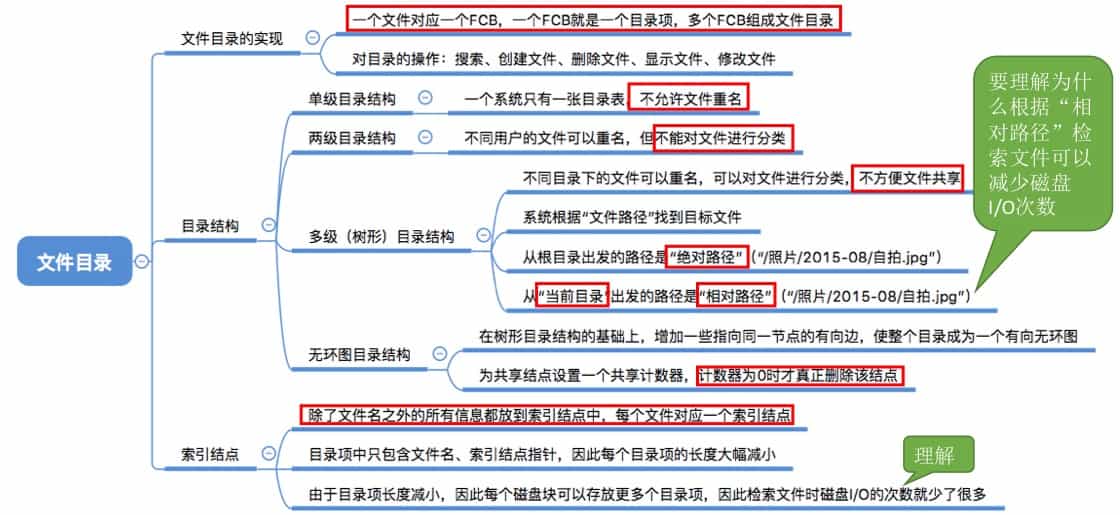 一个文件对应一个FCB，一个FCB就是一个目录项，多个FCB组成文件目录
文件目录的实现
对目录的操作：搜索、创建文件、删除文件、显示文件、修改文件
单级目录结构
一个系统只有一张目录表，不允许文件重名
两级目录结构
不同用户的文件可以重名，但不能对文件进行分类
不同目录下的文件可以重名，可以对文件进行分类，不方便文件共享
系统根据“文件路径”找到目标文件
目录结构
多级（树形）目录结构
从根目录出发的路径是“绝对路径”（“/照片/2015-08/自拍.jpg”）
从“当前目录”出发的路径是“相对路径”（“/照片/2015-08/自拍.jpg”）
文件目录
在树形目录结构的基础上，增加一些指向同一节点的有向边，使整个目录成为一个有向无环图
无环图目录结构
为共享结点设置一个共享计数器，计数器为0时才真正删除该结点
除了文件名之外的所有信息都放到索引结点中，每个文件对应一个索引结点
索引结点
目录项中只包含文件名、索引结点指针，因此每个目录项的长度大幅减小
由于目录项长度减小，因此每个磁盘块可以存放更多个目录项，因此检索文件时磁盘I/O的次数就少了很多
要理解为什
么根据“相
对路径”检
索文件可以
减少磁盘
I/O次数
理解